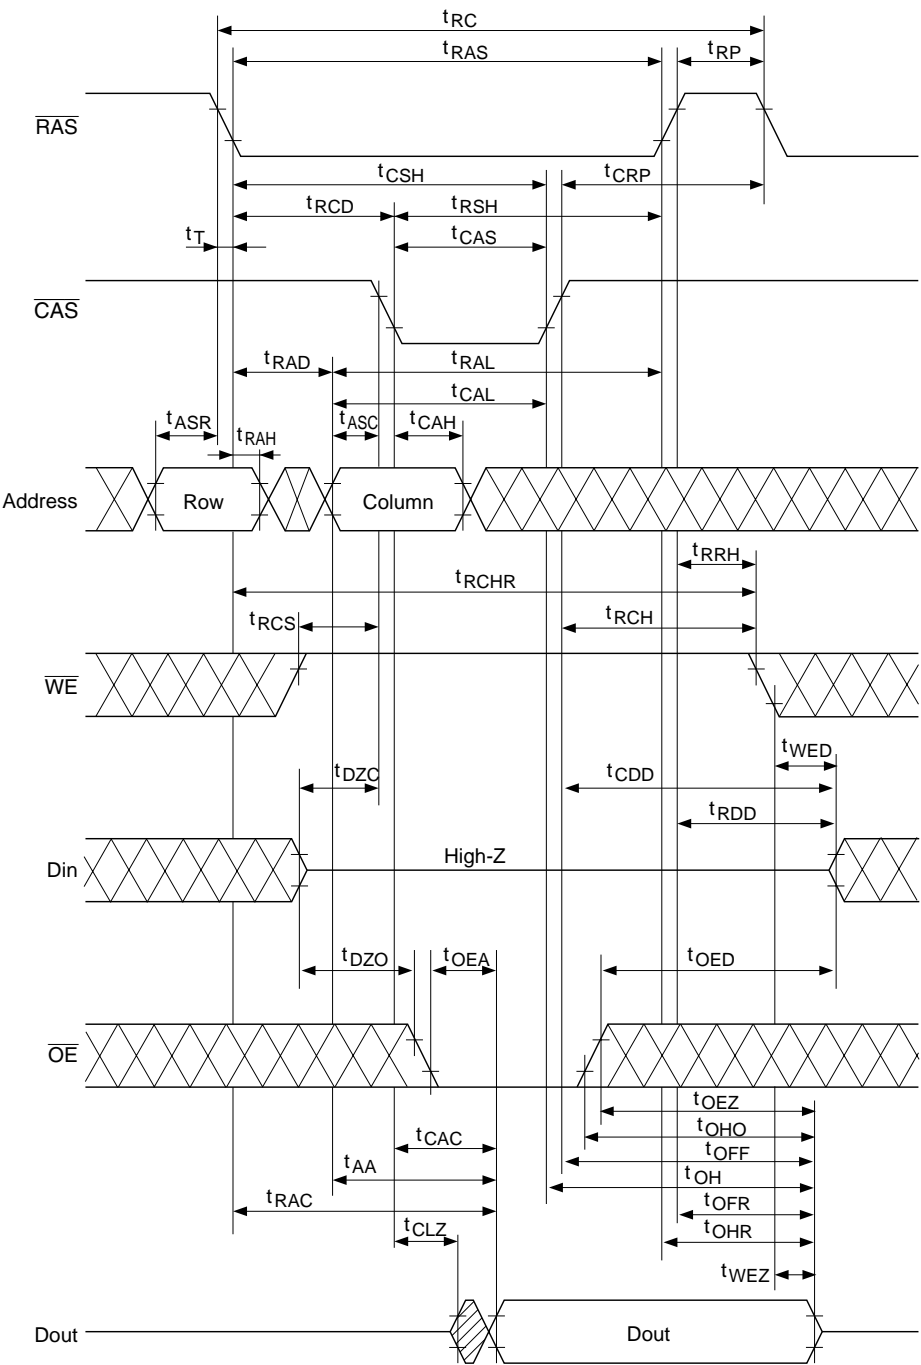 tRC
tRAS
tRP
RAS
tCSH
tCRP
tRCD
tRSH
tT
tCAS
CAS
tRAD
tRAL
tCAL
tASR
tASC
tCAH
tRAH
Address
Row
Column
tRRH
tRCHR
tRCS
tRCH
WE
tWED
tDZC
tCDD
tRDD
Din
High-Z
tDZO
tOEA
tOED
OE
tOEZ
tOHO
tCAC
tOFF
tAA
tOH
tRAC
tOFR
tCLZ
tOHR
tWEZ
Dout
Dout